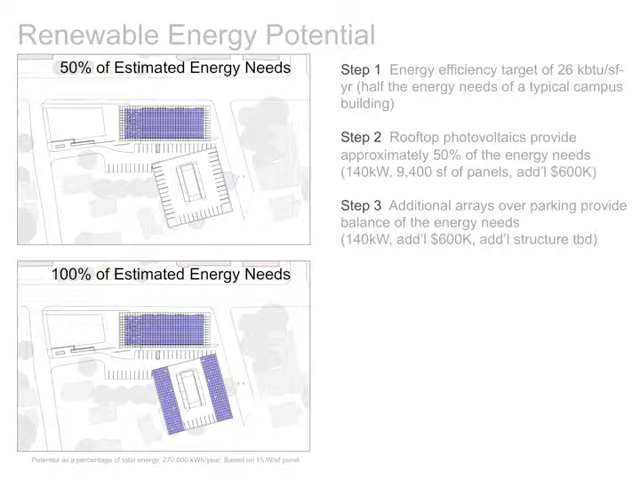 Renewable Energy Potential
50% of Estimated Energy Needs
100% of Estimated Energy Needs
Potential as a percentage of total energy, 270,000 kWh/year. Based on 15 W/sf panel
Step 1 Energy efficiency target of 26 kbtu/sf-
yr (half the energy needs of a typical campus
building)
Step 2 Rooftop photovoltaics provide
approximately 50% of the energy needs
(140kW, 9,400 sf of panels, add’l $600K)
Step 3 Additional arrays over parking provide
balance of the energy needs
(140kW, add’l $600K, add’l structure tbd)